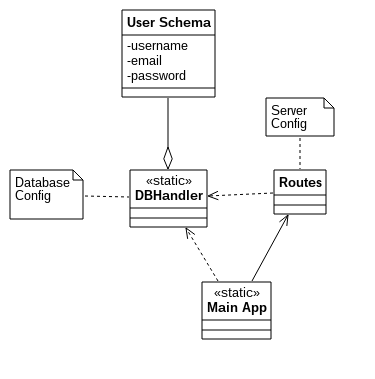 User Schema
-username
-email
-password
Server
Config
Database
Config
«static»
DBHandler
Routes
«static»
Main App